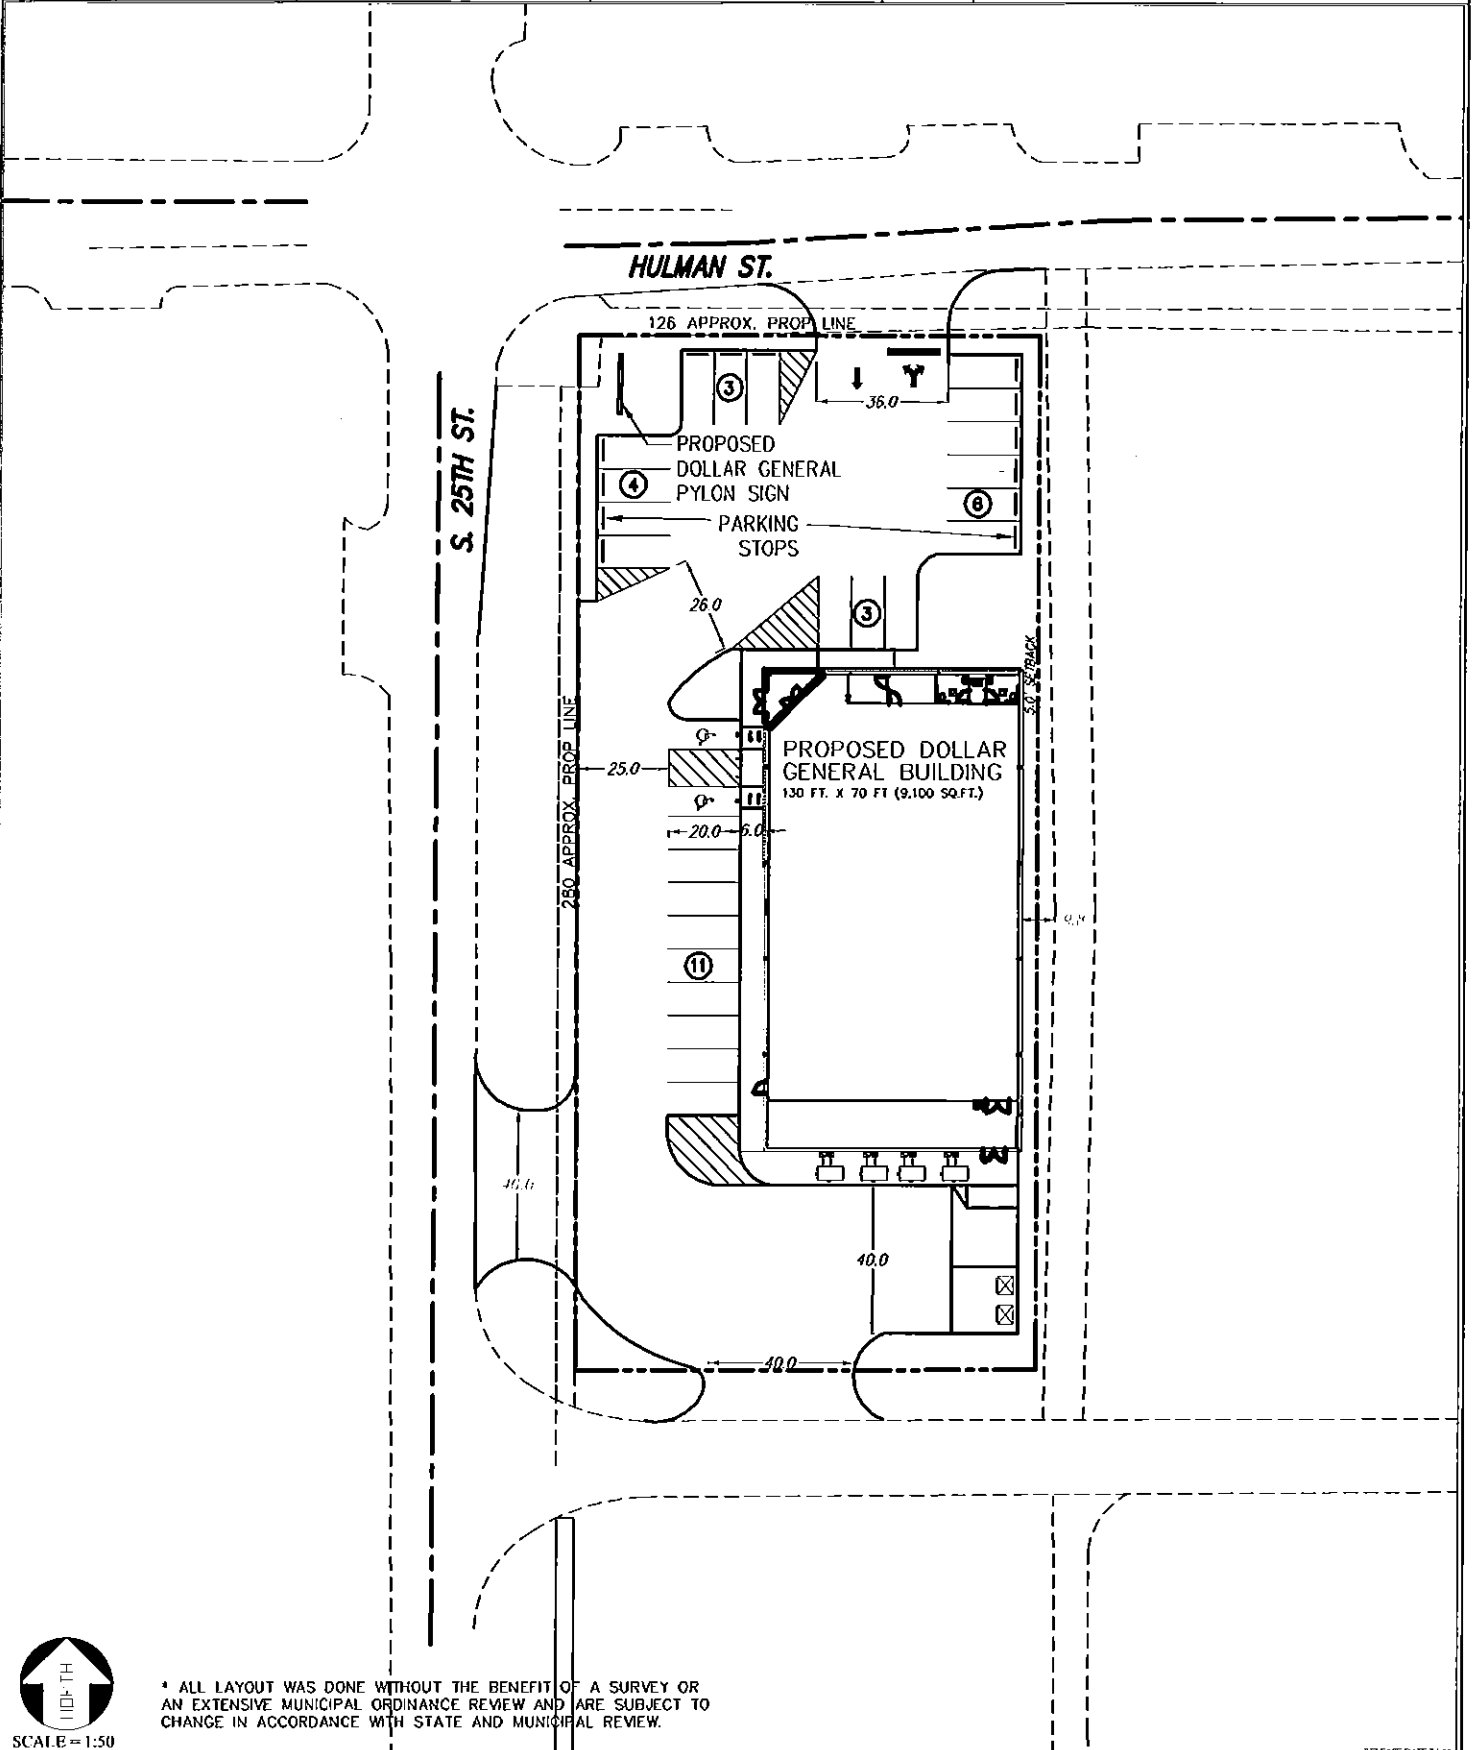 HULMAN ST.
126 APPROX. PROP LINE
3
36.0
S. 25TH ST.
PROPOSED
DOLLAR GENERAL
PYLON SIGN
4
6
PARKING
STOPS
26.0
3
5.0' SETBACK
280 APPROX. PROP LINE
PROPOSED DOLLAR
GENERAL BUILDING
130 FT. X 70 FT (9,100 SQ.FT.)
25.0
20.0
6.0
11
40.0
40.0
NORTH
SCALE = 1:50
* ALL LAYOUT WAS DONE WITHOUT THE BENEFIT OF A SURVEY OR
AN EXTENSIVE MUNICIPAL ORDINANCE REVIEW AND ARE SUBJECT TO
CHANGE IN ACCORDANCE WITH STATE AND MUNICIPAL REVIEW.